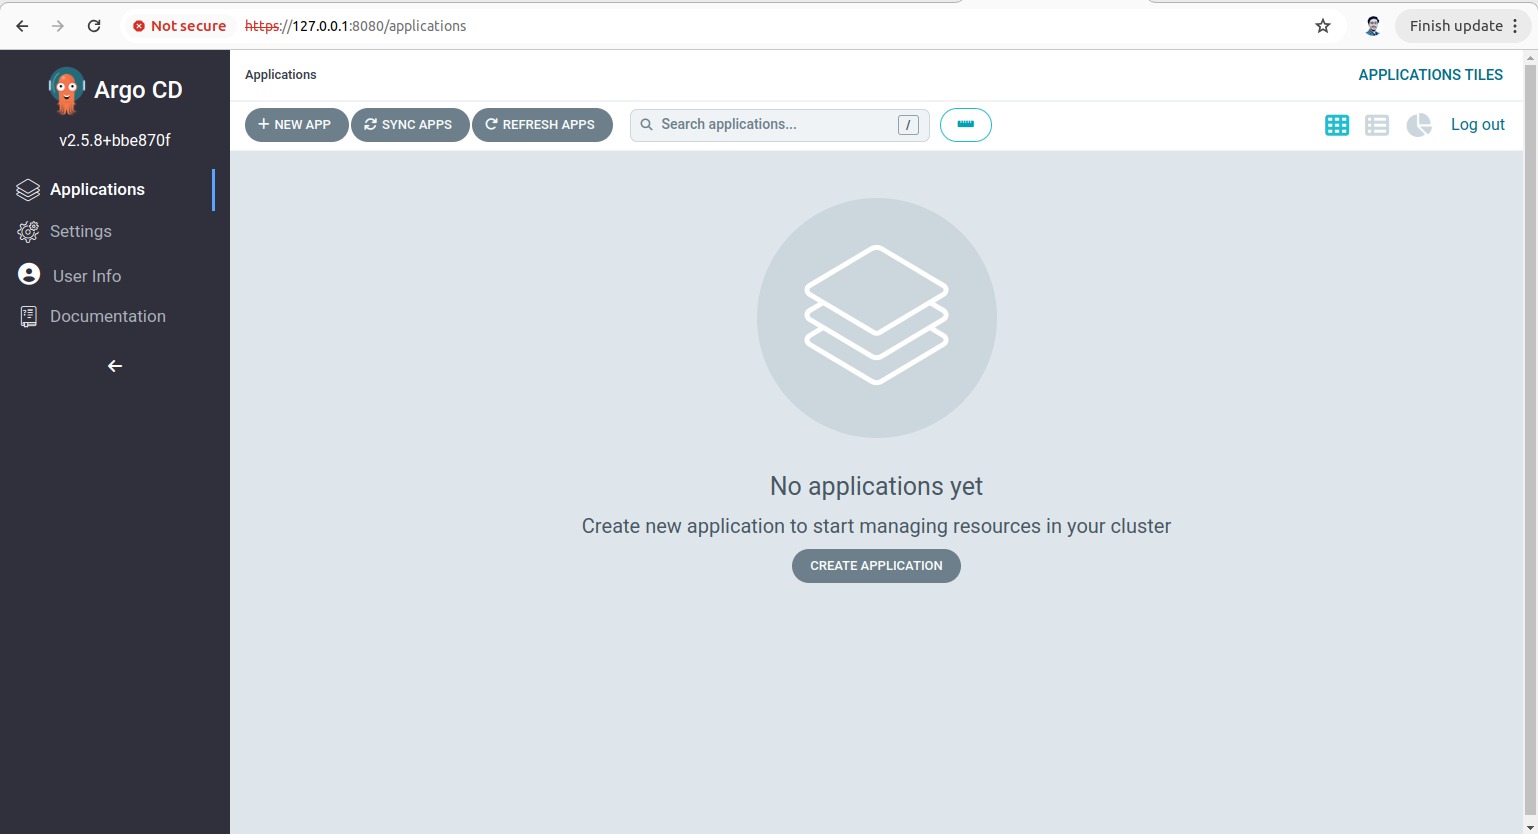 Not secure https://127.0.0.1:8080/applications Finish update
Argo CD
v2.5.8+bbe870f
Applications
Settings
User Info
Documentation
Applications APPLICATIONS TILES
+ NEW APP SYNC APPS REFRESH APPS Search applications... / Log out
No applications yet
Create new application to start managing resources in your cluster
CREATE APPLICATION